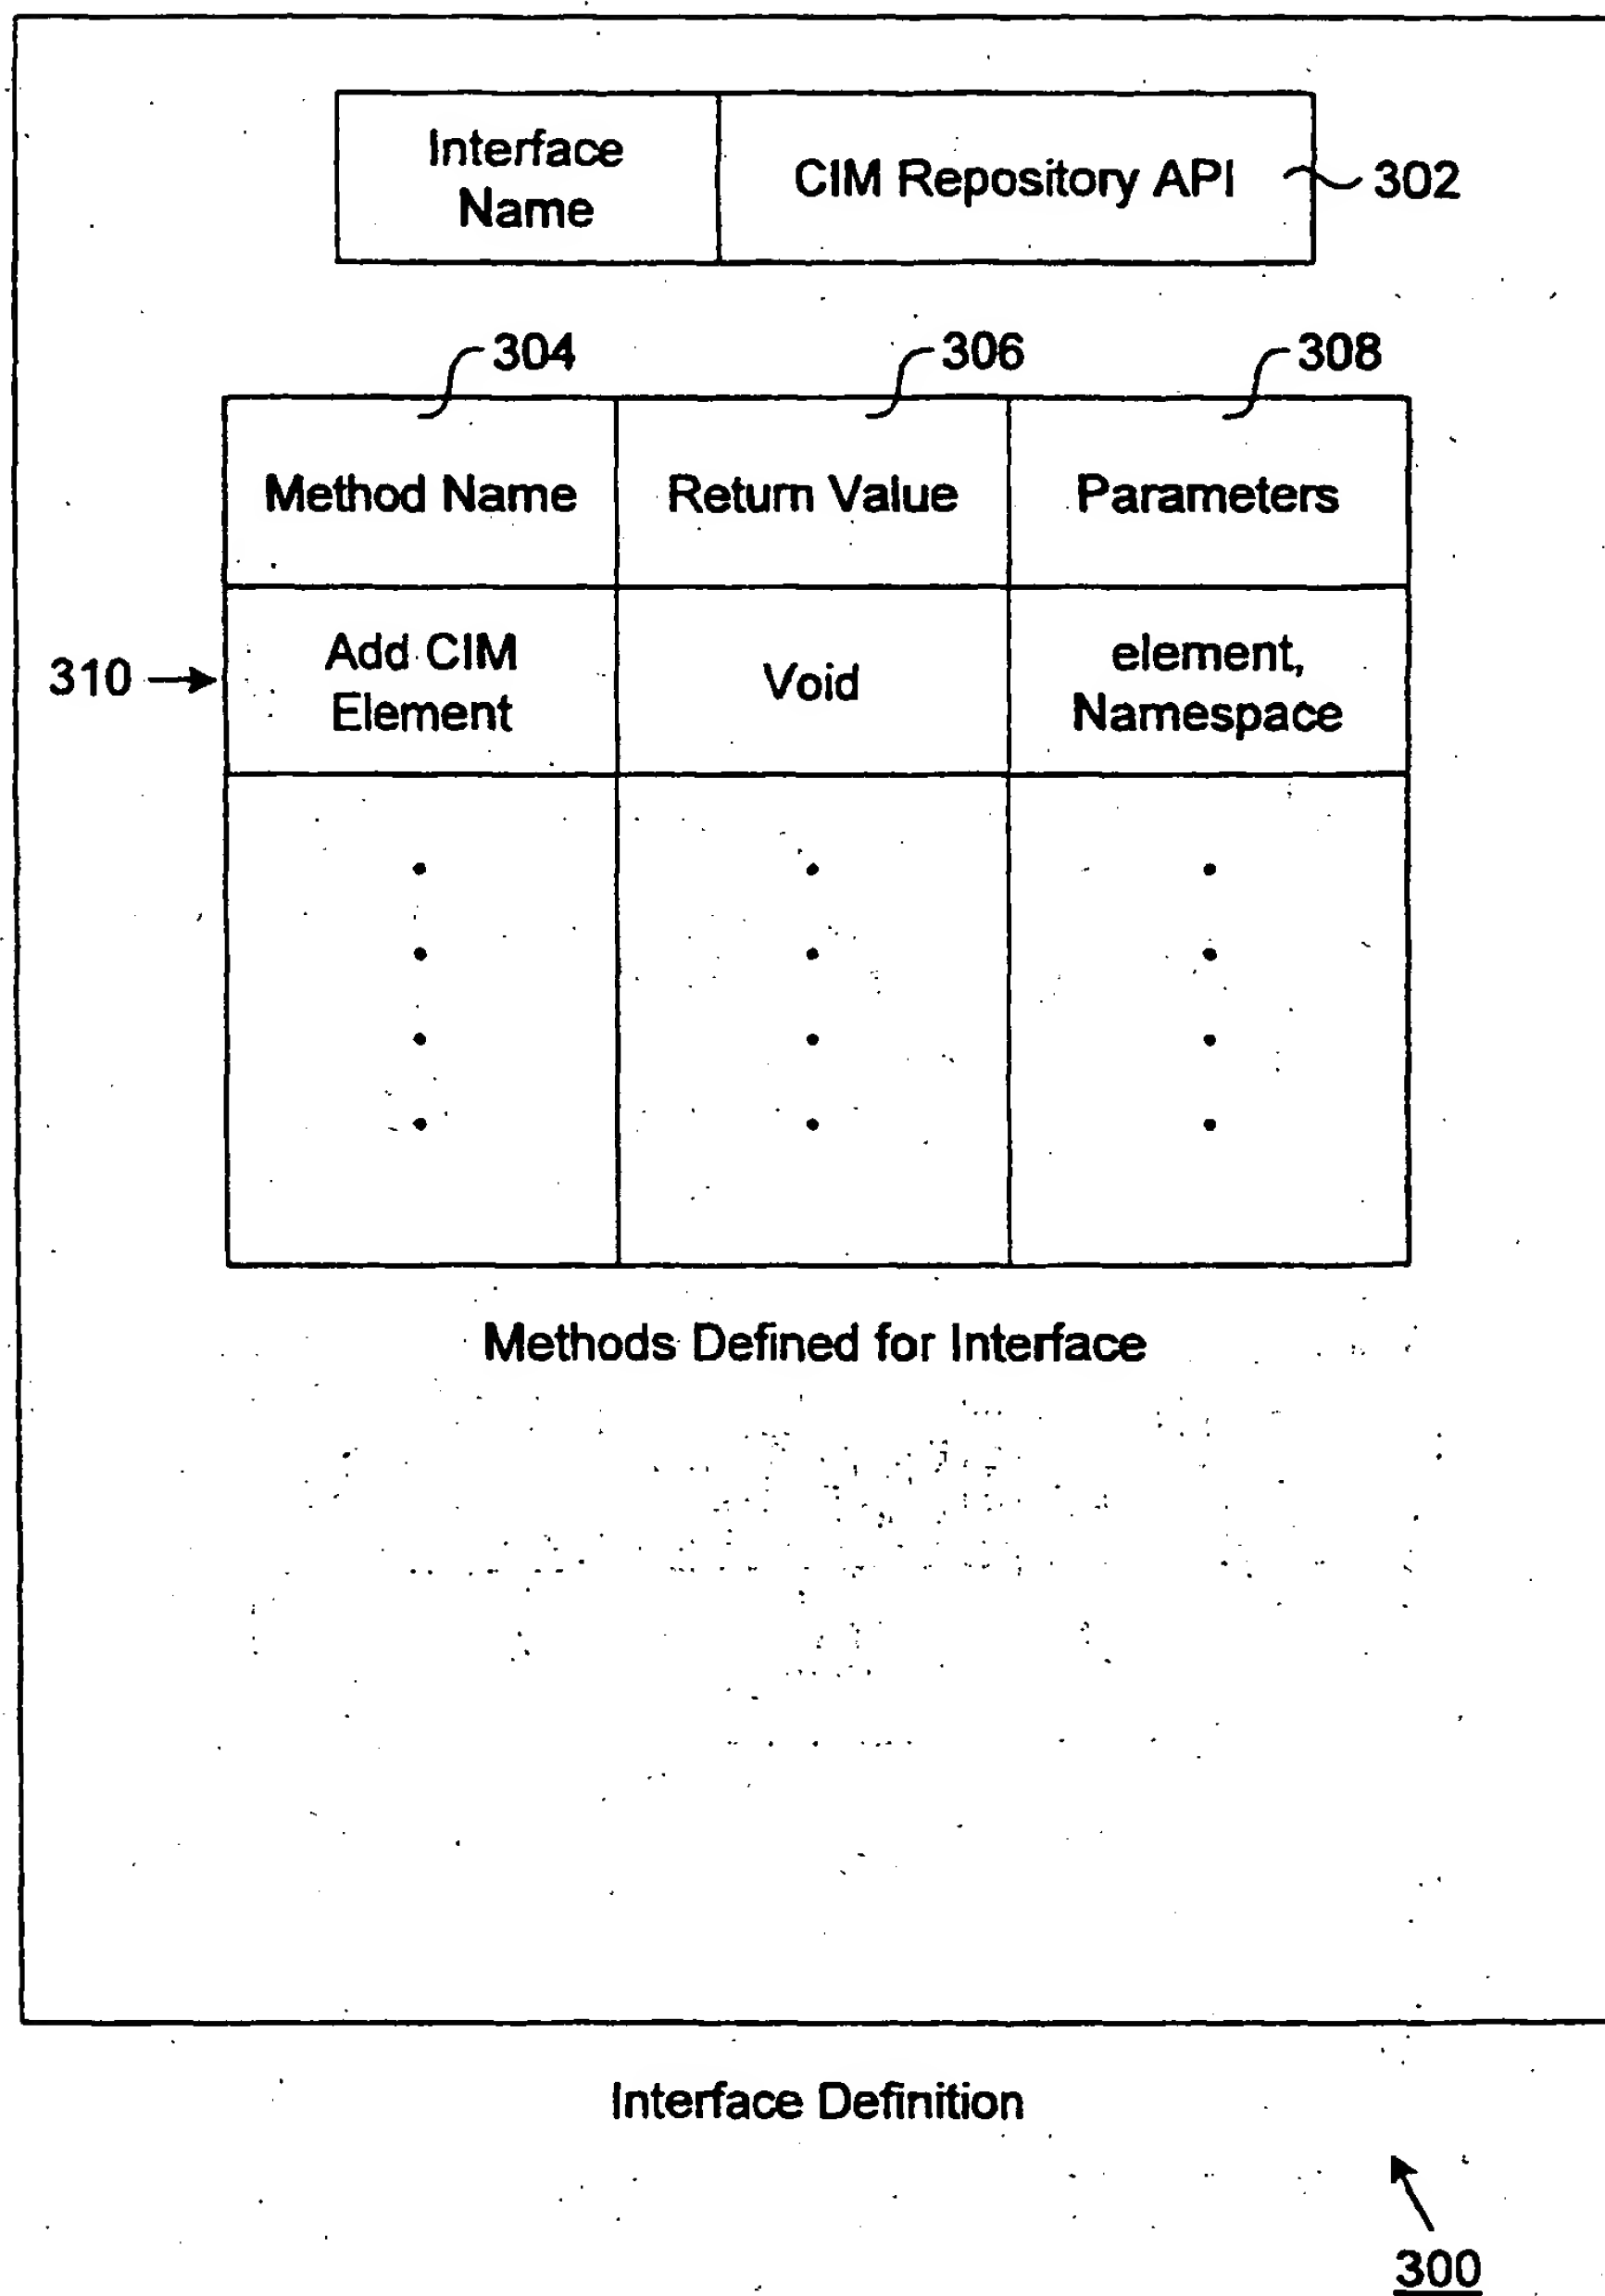 Interface
Name
CIM Repository API
302
304
306
308
Method Name
Return Value
Parameters
310
Add CIM
Element
Void
element,
Namespace
Methods Defined for Interface
Interface Definition
300